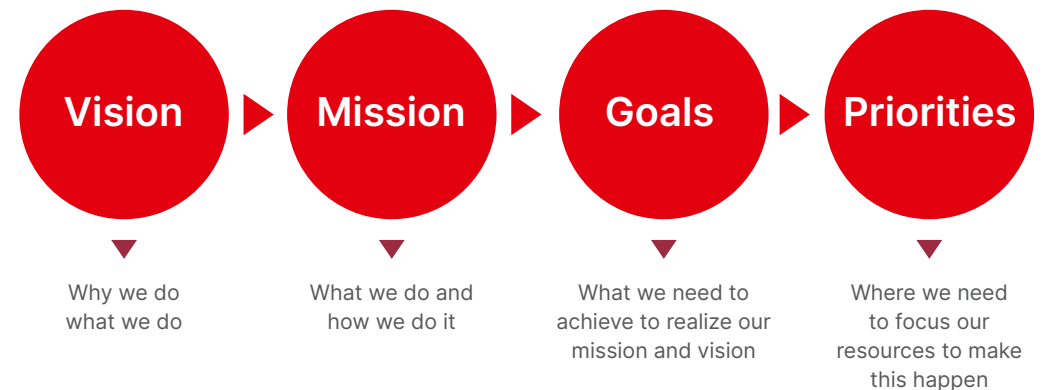 Vision
Mission
Goals
Priorities
Why we do
what we do
What we do and
how we do it
What we need to
achieve to realize our
mission and vision
Where we need
to focus our
resources to make
this happen